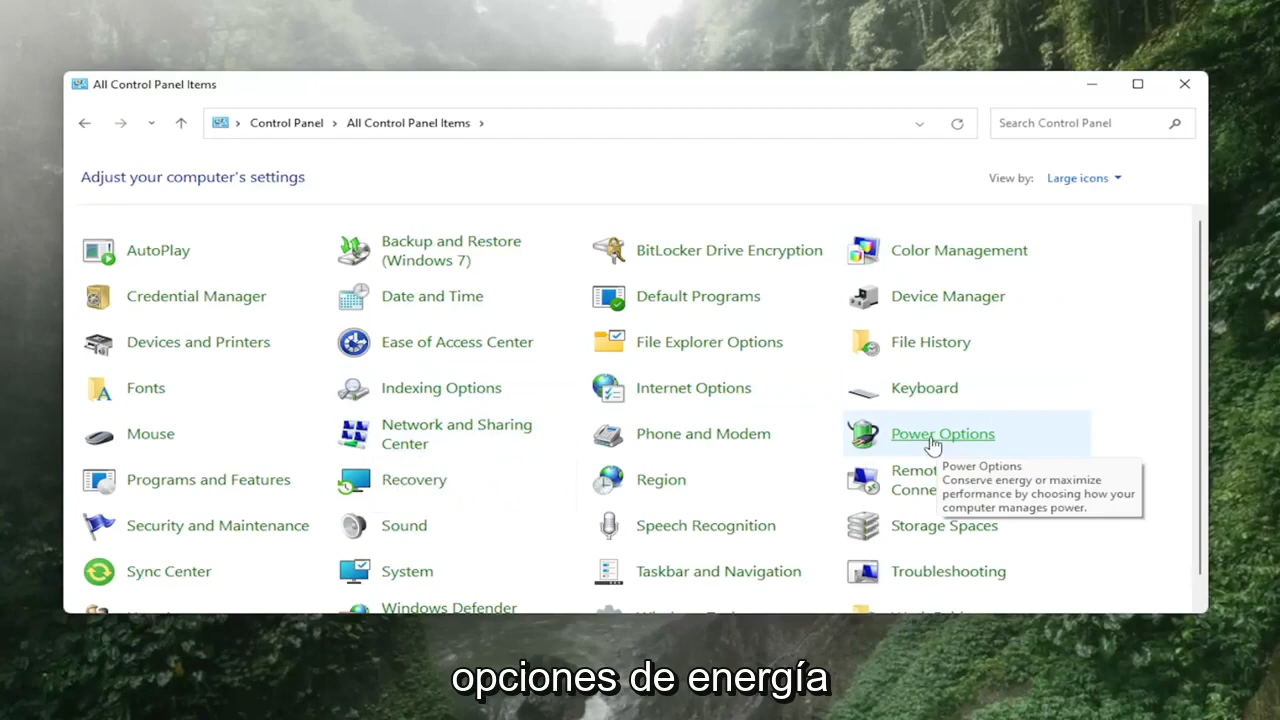 All Control Panel Items
Control Panel > All Control Panel Items >
Search Control Panel
Adjust your computer's settings
View by: Large icons
AutoPlay
Backup and Restore
(Windows 7)
BitLocker Drive Encryption
Color Management
Credential Manager
Date and Time
Default Programs
Device Manager
Devices and Printers
Ease of Access Center
File Explorer Options
File History
Fonts
Indexing Options
Internet Options
Keyboard
Mouse
Network and Sharing
Center
Phone and Modem
Power Options
Programs and Features
Recovery
Region
Power Options
Conserve energy or maximize
performance by choosing how your
computer manages power.
Security and Maintenance
Sound
Speech Recognition
Storage Spaces
Sync Center
System
Taskbar and Navigation
Troubleshooting
Windows Defender
opciones de energía